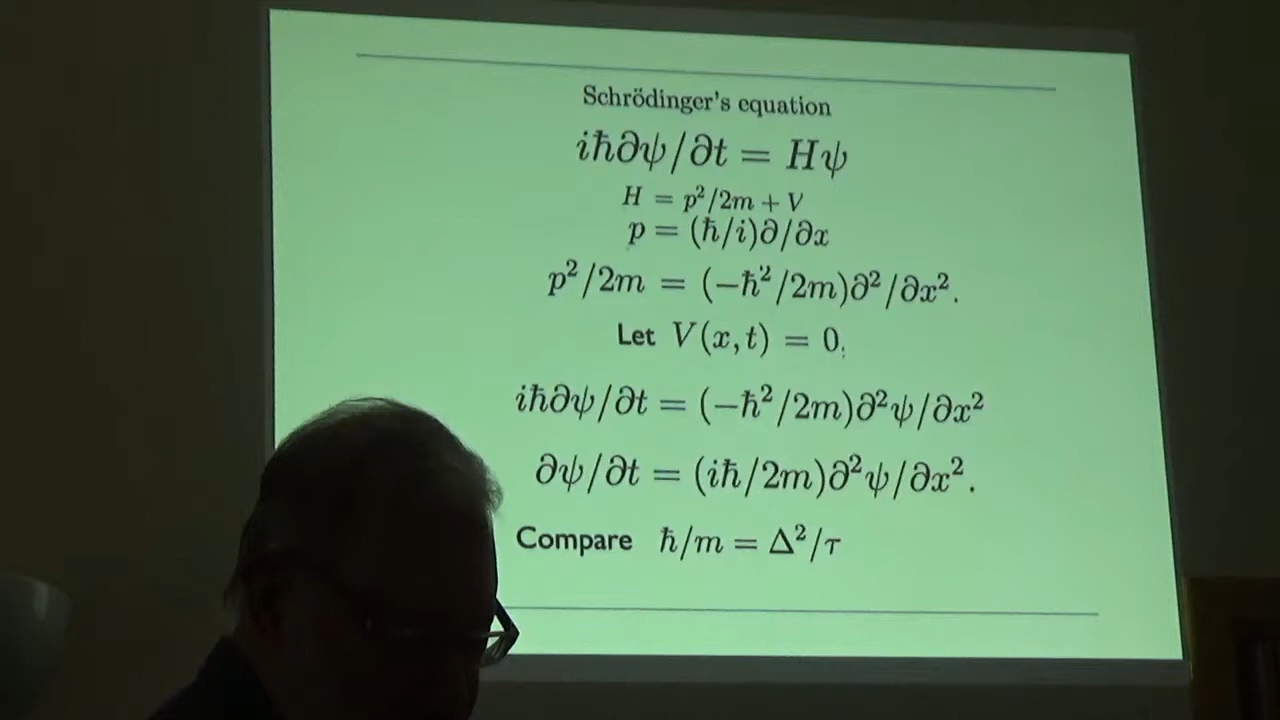 Schrödinger's equation
iħ∂ψ/∂t = Hψ
H = p²/2m + V
p = (ħ/i)∂/∂x
p²/2m = (−ħ²/2m)∂²/∂x².
Let V(x, t) = 0;
iħ∂ψ/∂t = (−ħ²/2m)∂²ψ/∂x²
∂ψ/∂t = (iħ/2m)∂²ψ/∂x².
Compare ħ/m = Δ²/τ